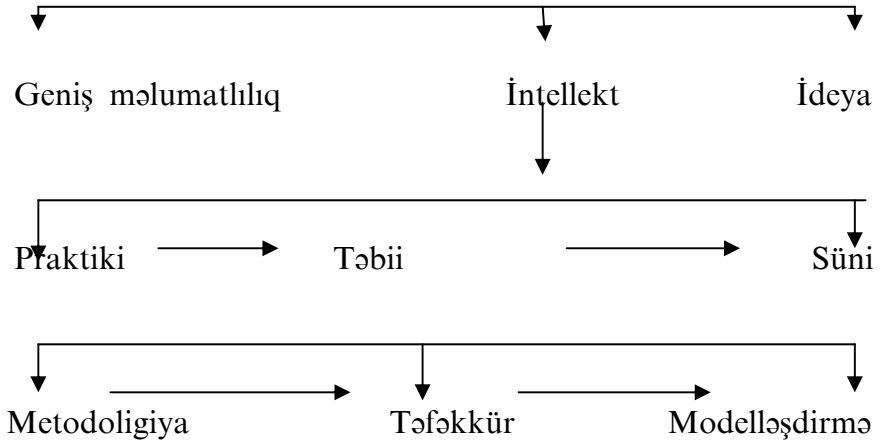 Geniş məlumatlılıq İntellekt İdeya
Praktiki Təbii Süni
Metodoligiya Təfəkkür Modelləşdirmə